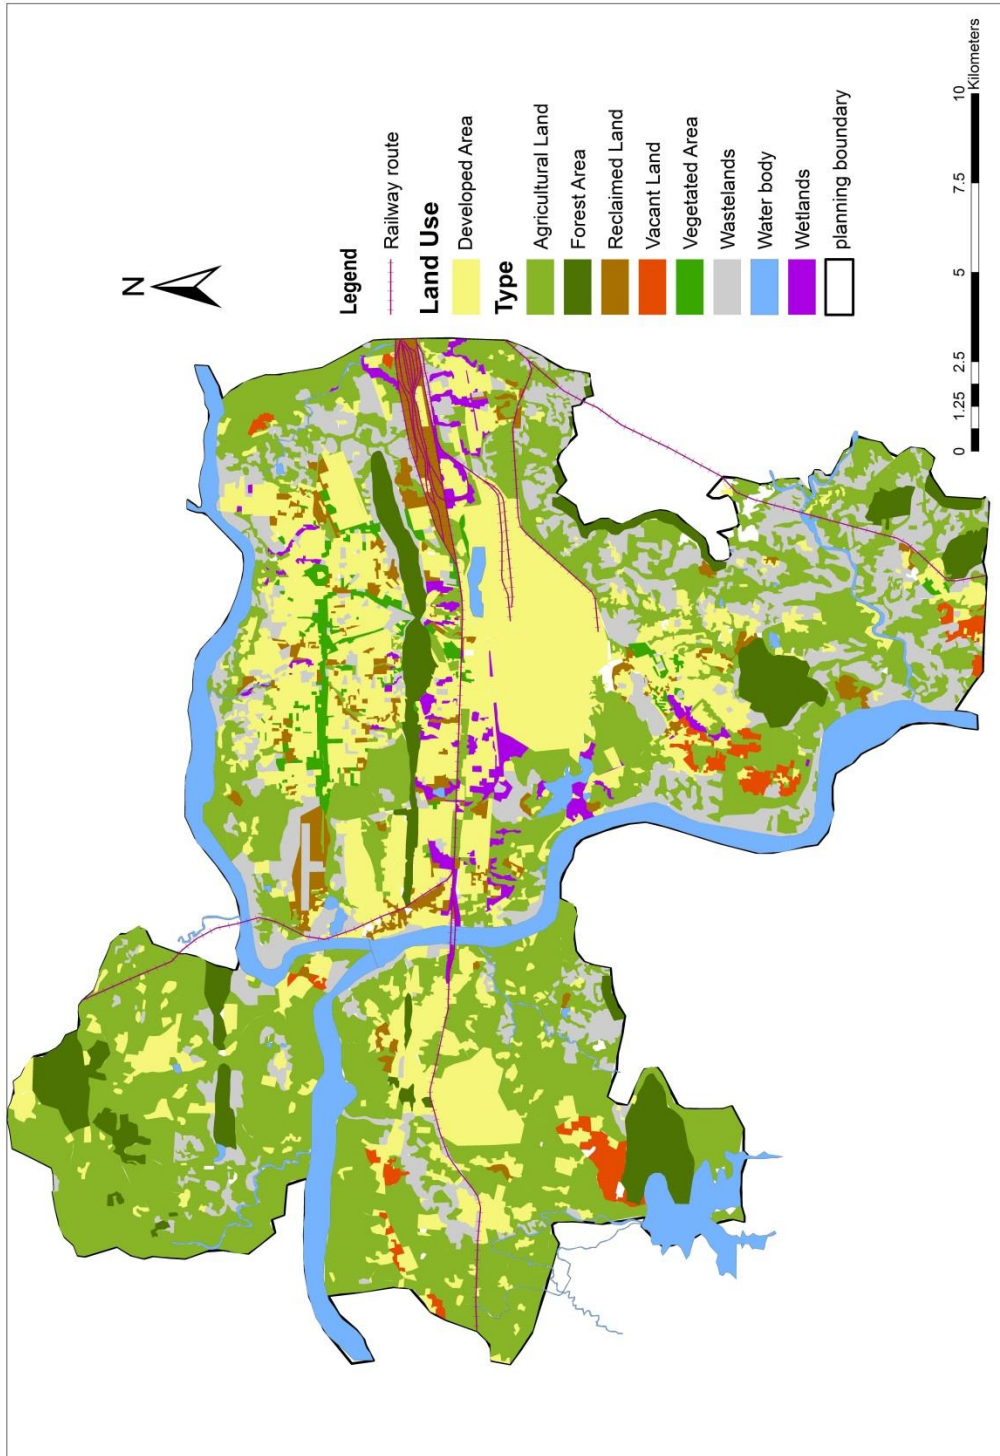 N
Legend
Railway route
Land Use
Developed Area
Type
Agricultural Land
Forest Area
Reclaimed Land
Vacant Land
Vegetated Area
Wastelands
Water body
Wetlands
planning boundary
0 1.25 2.5 5 7.5 10
Kilometers